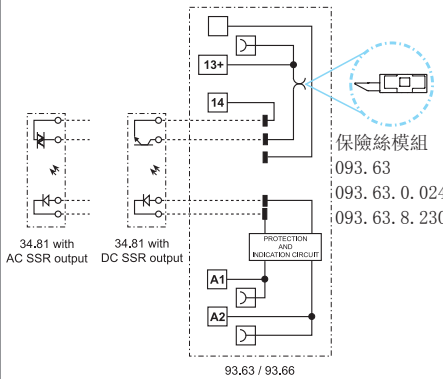 13+
14
保險絲模組
093.63
093.63.0.024
093.63.8.230
34.81 with
AC SSR output
34.81 with
DC SSR output
PROTECTION
AND
INDICATION CIRCUIT
A1
A2
93.63 / 93.66